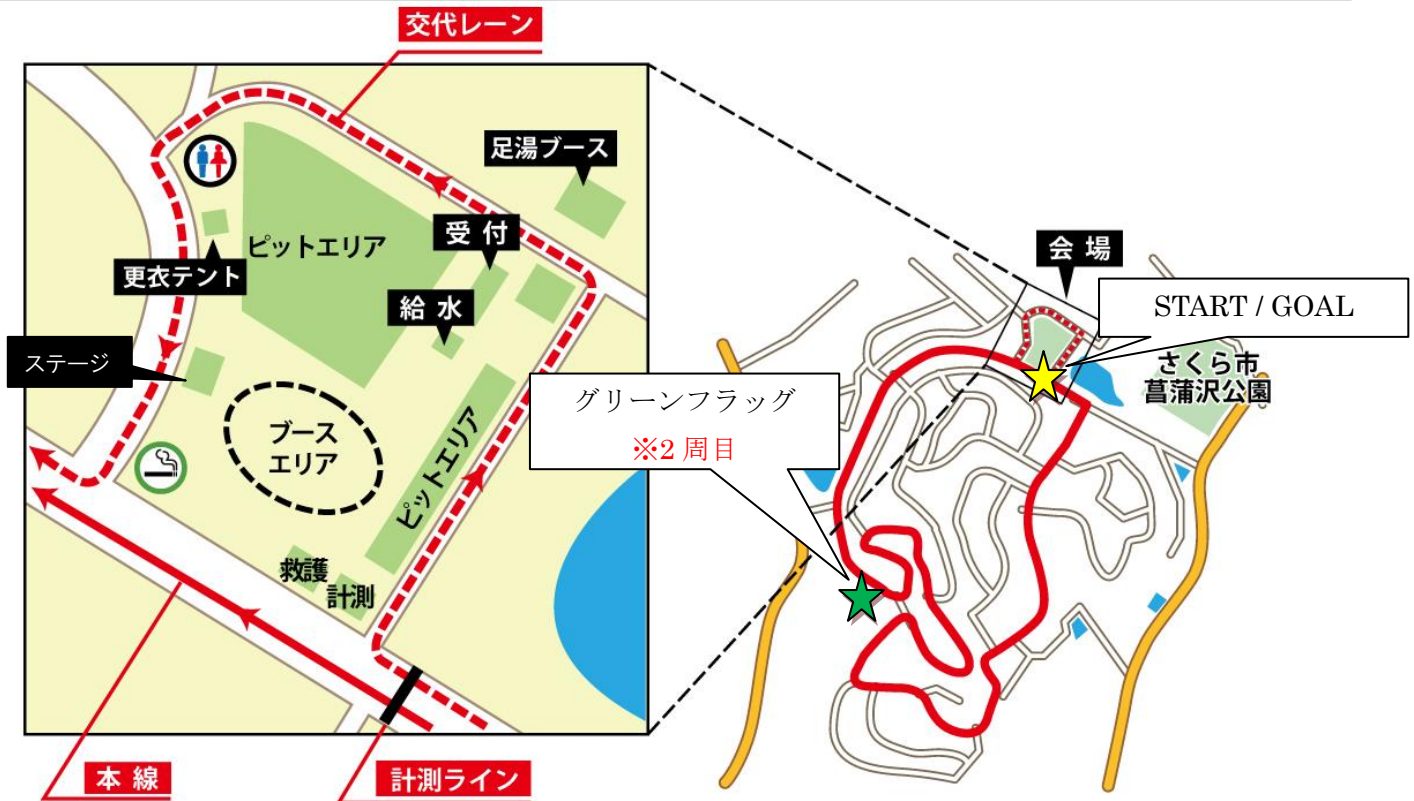 交代レーン
足湯ブース
ピットエリア
受付
更衣テント
給水
ステージ
ブース
エリア
ピットエリア
救護
計測
本線
計測ライン
会場
START / GOAL
さくら市
菖蒲沢公園
グリーンフラッグ
※2 周目